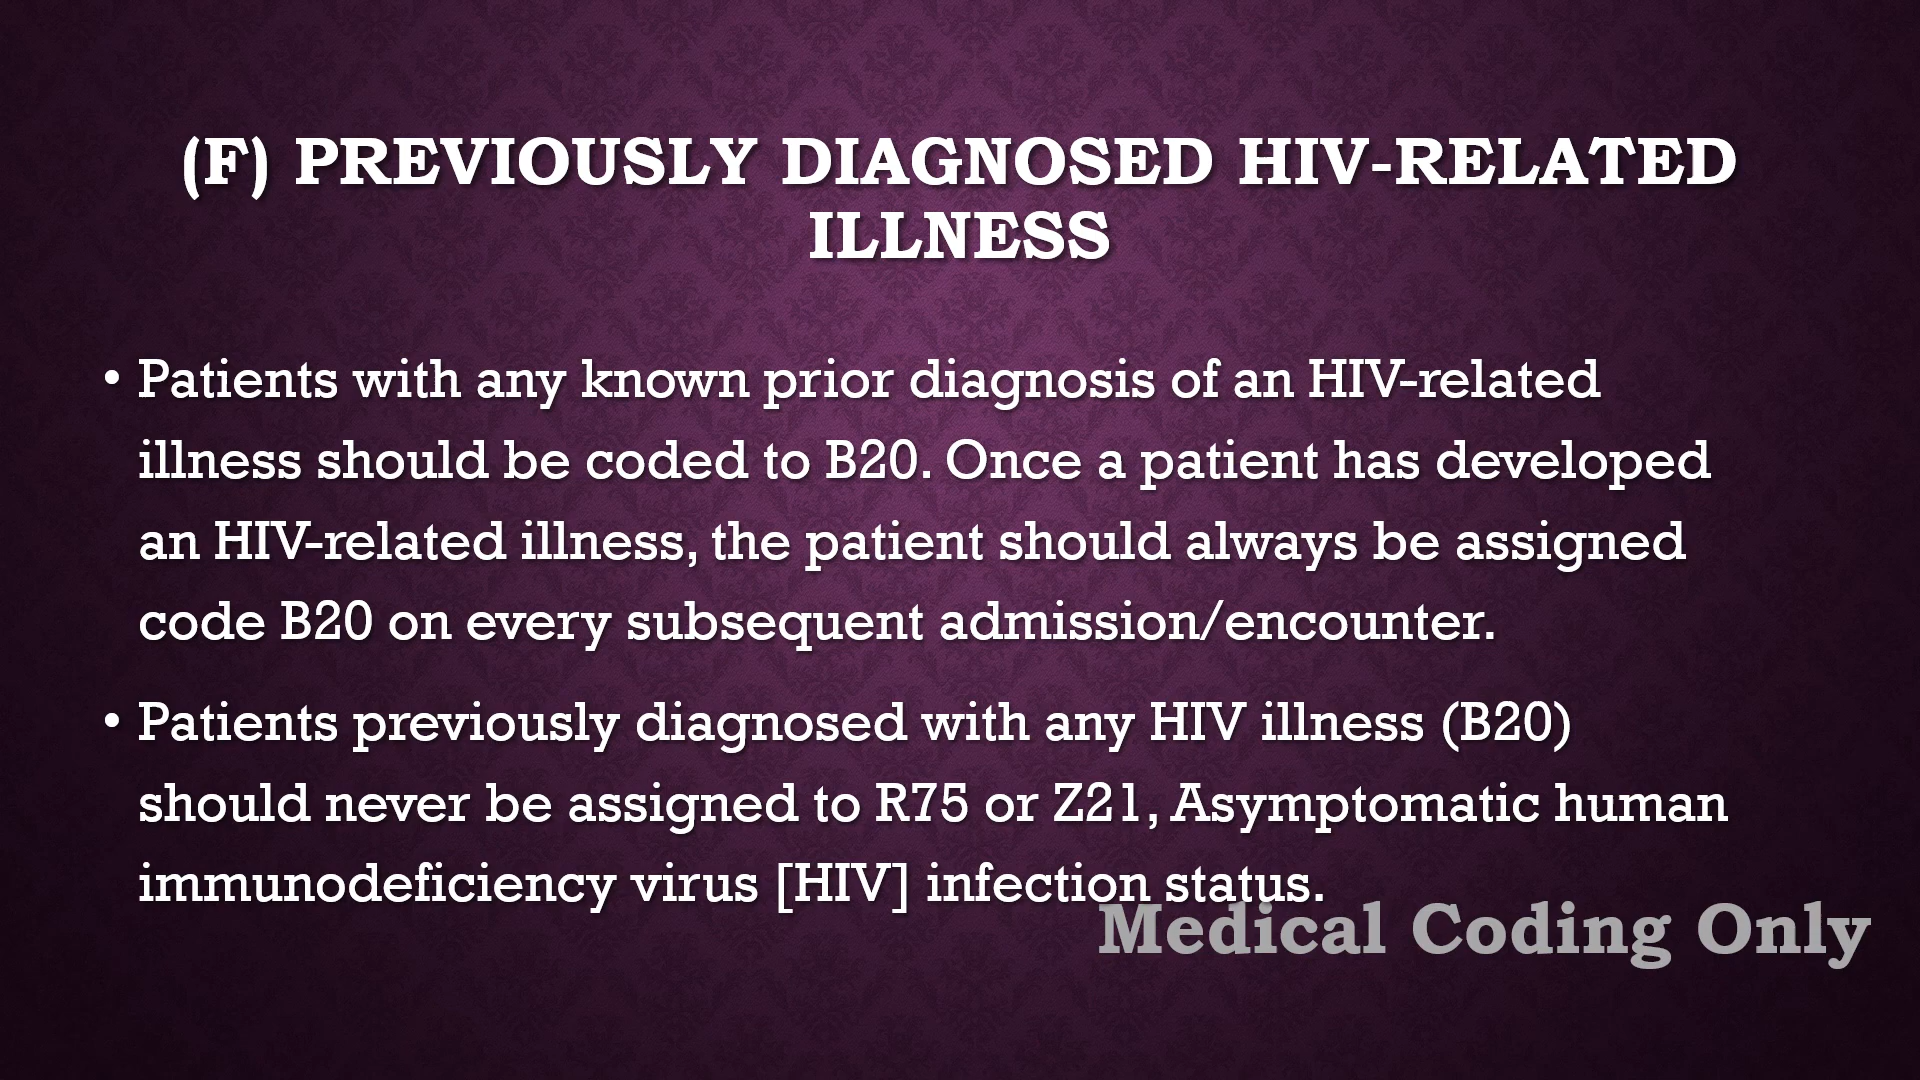 (F) PREVIOUSLY DIAGNOSED HIV-RELATED
ILLNESS
• Patients with any known prior diagnosis of an HIV-related
illness should be coded to B20. Once a patient has developed
an HIV-related illness, the patient should always be assigned
code B20 on every subsequent admission/encounter.
• Patients previously diagnosed with any HIV illness (B20)
should never be assigned to R75 or Z21, Asymptomatic human
immunodeficiency virus [HIV] infection status.
Medical Coding Only